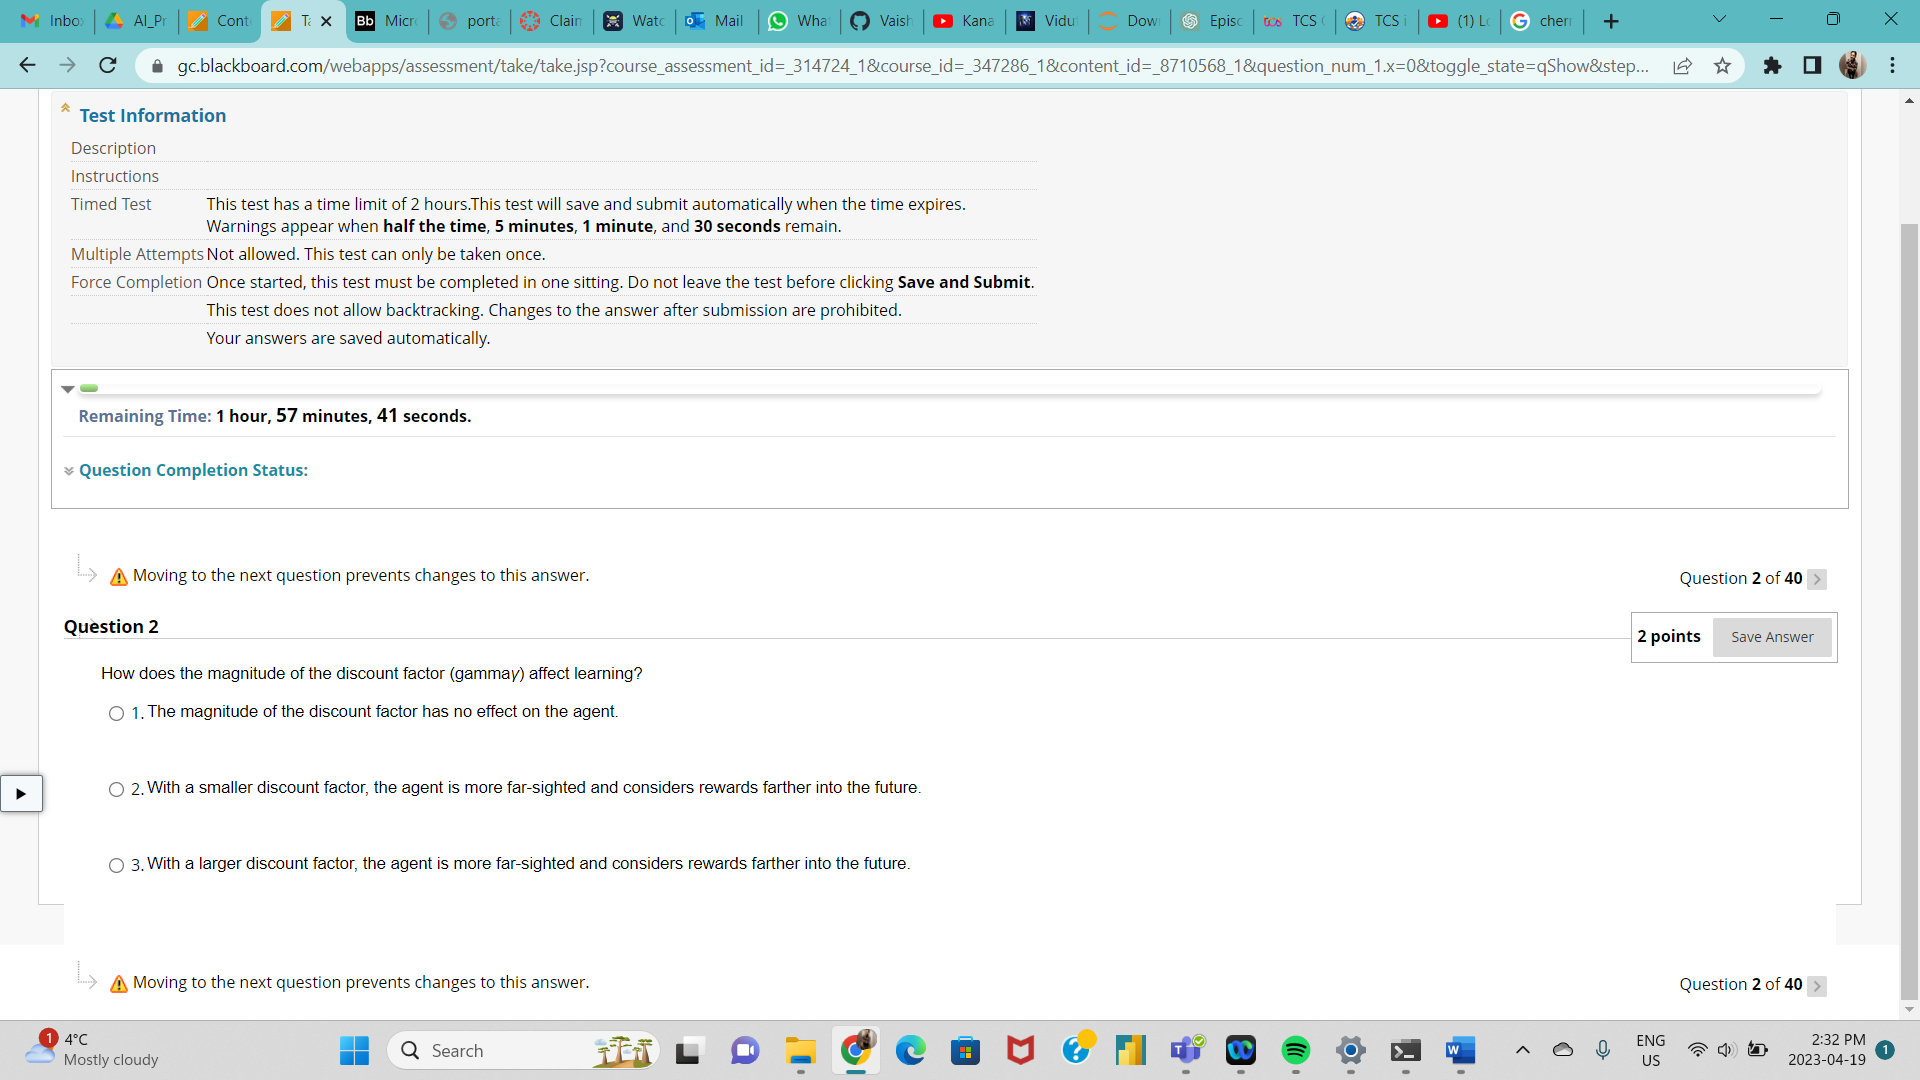 Inbo
AI_Pr
Cont
Ta
Bb Micro
porta
Clain
Watc
Mail
What
Vaish
Kana
Vidu
Dow
Episo
tcs TCS
TCS i
(1) Lo
cherr
gc.blackboard.com/webapps/assessment/take/take.jsp?course_assessment_id=_314724_1&course_id=_347286_1&content_id=_8710568_1&question_num_1.x=0&toggle_state=qShow&step...
Test Information
Description
Instructions
Timed Test This test has a time limit of 2 hours.This test will save and submit automatically when the time expires.
Warnings appear when half the time, 5 minutes, 1 minute, and 30 seconds remain.
Multiple Attempts Not allowed. This test can only be taken once.
Force Completion Once started, this test must be completed in one sitting. Do not leave the test before clicking Save and Submit.
This test does not allow backtracking. Changes to the answer after submission are prohibited.
Your answers are saved automatically.
Remaining Time: 1 hour, 57 minutes, 41 seconds.
Question Completion Status:
Moving to the next question prevents changes to this answer.
Question 2 of 40 >
Question 2
2 points Save Answer
How does the magnitude of the discount factor (gammaγ) affect learning?
1. The magnitude of the discount factor has no effect on the agent.
2. With a smaller discount factor, the agent is more far-sighted and considers rewards farther into the future.
3. With a larger discount factor, the agent is more far-sighted and considers rewards farther into the future.
Moving to the next question prevents changes to this answer.
Question 2 of 40 >
1
4°C
Mostly cloudy
Search
ENG
US
2:32 PM
2023-04-19
1